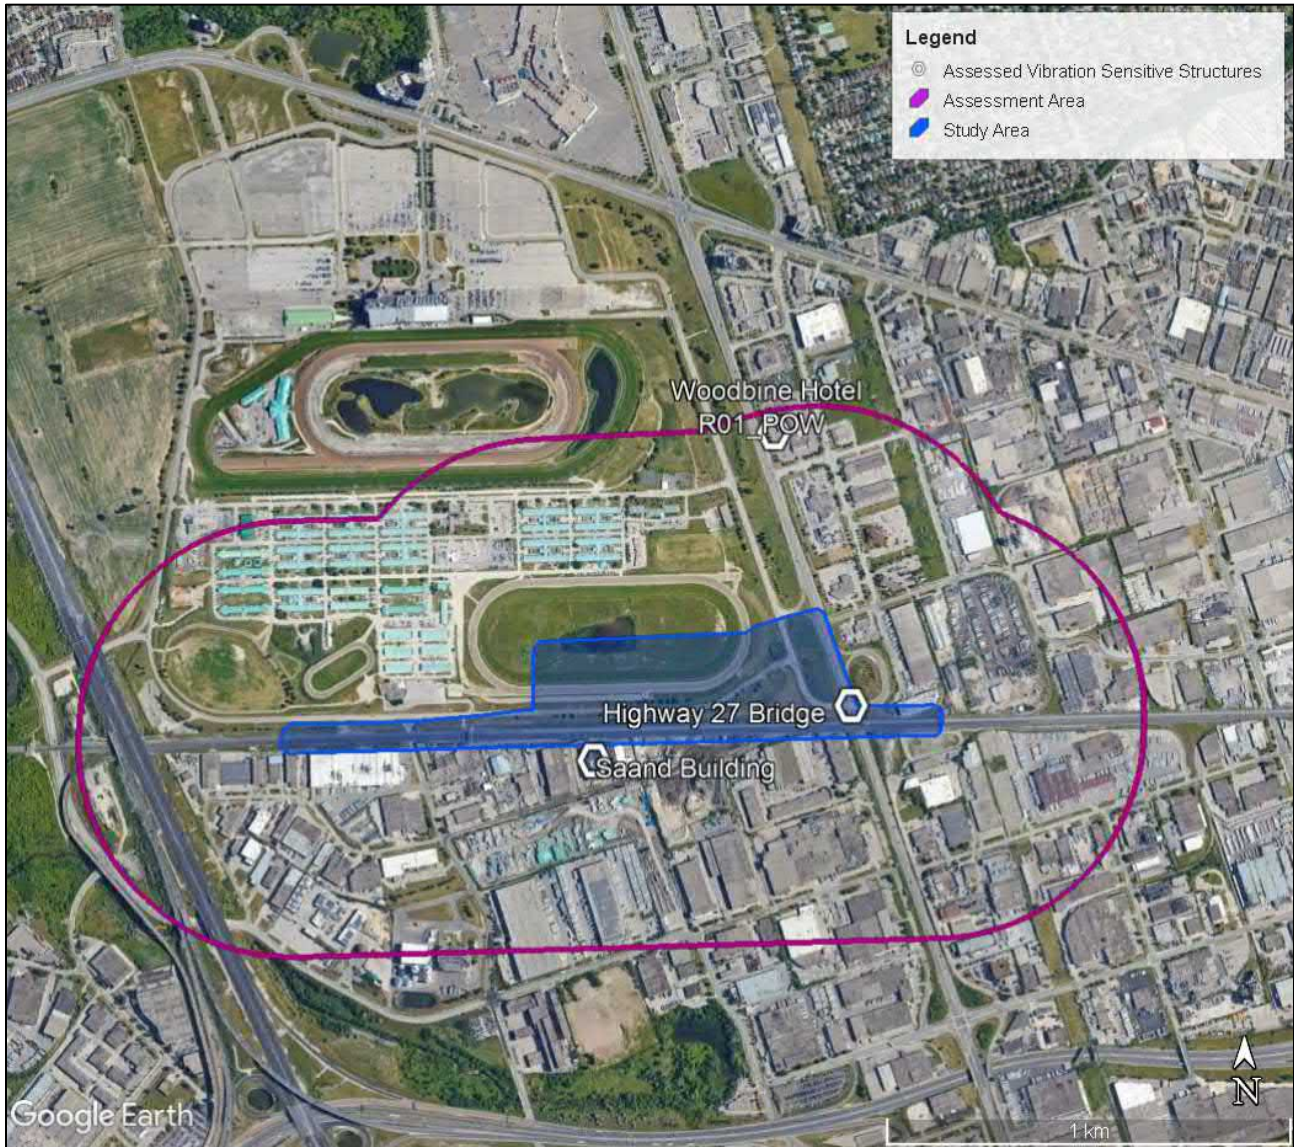 Legend
Assessed Vibration Sensitive Structures
Assessment Area
Study Area
Woodbine Hotel
R01_POW
Highway 27 Bridge
Saand Building
Google Earth
N
1 km